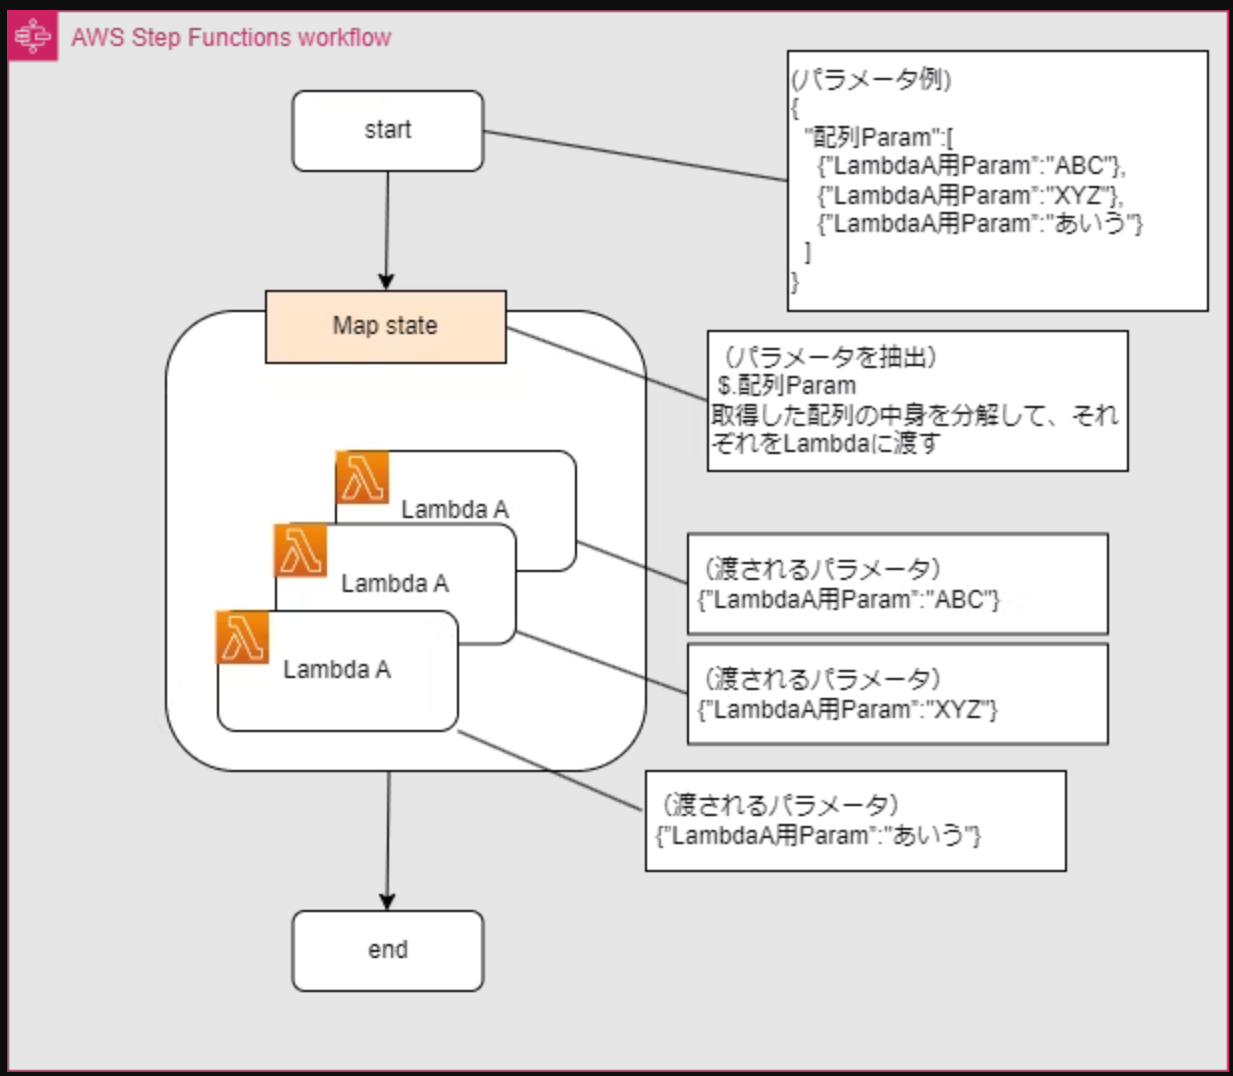 AWS Step Functions workflow
start
(パラメータ例)
{
"配列Param":[
{"LambdaA用Param":"ABC"},
{"LambdaA用Param":"XYZ"},
{"LambdaA用Param":"あいう"}
]
}
Map state
（パラメータを抽出）
$.配列Param
取得した配列の中身を分解して、それ
ぞれをLambdaに渡す
Lambda A
（渡されるパラメータ）
{"LambdaA用Param":"ABC"}
Lambda A
（渡されるパラメータ）
{"LambdaA用Param":"XYZ"}
Lambda A
（渡されるパラメータ）
{"LambdaA用Param":"あいう"}
end